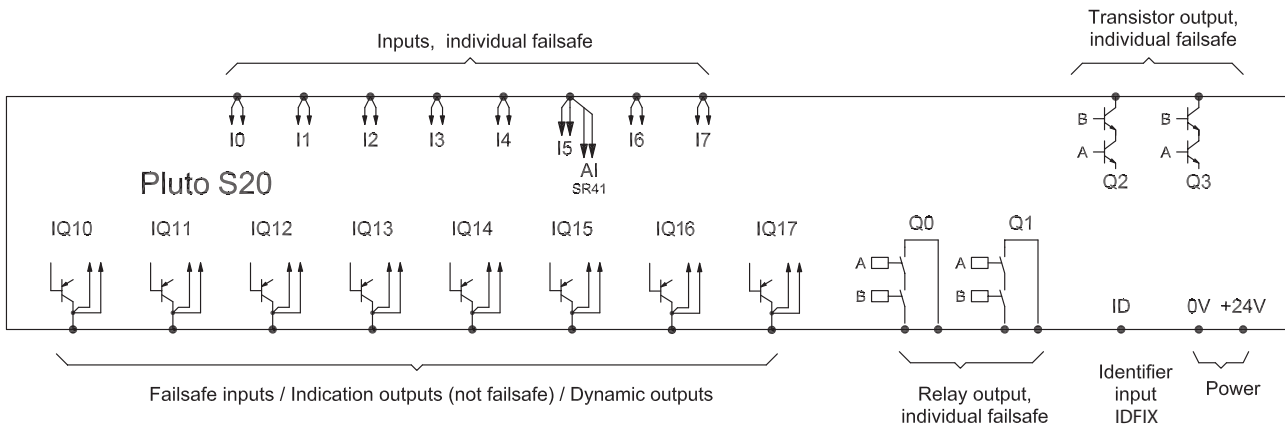 Inputs, individual failsafe
Transistor output,
individual failsafe
I0 I1 I2 I3 I4 I5 I6 I7
AI
SR41
B B
A A
Q2 Q3
Pluto S20
IQ10 IQ11 IQ12 IQ13 IQ14 IQ15 IQ16 IQ17 Q0 Q1
A A
B B
ID 0V +24V
Failsafe inputs / Indication outputs (not failsafe) / Dynamic outputs
Relay output,
individual failsafe
Identifier
input
IDFIX
Power